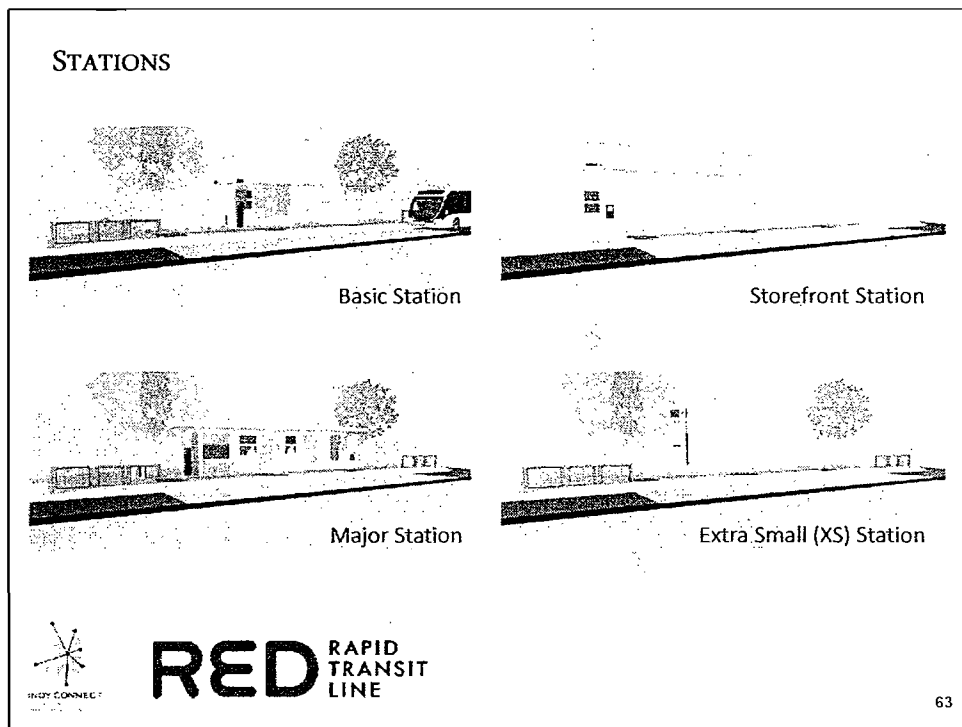 STATIONS
Basic Station
Storefront Station
Major Station
Extra Small (XS) Station
INDY CONNECT
RED RAPID
TRANSIT
LINE
63